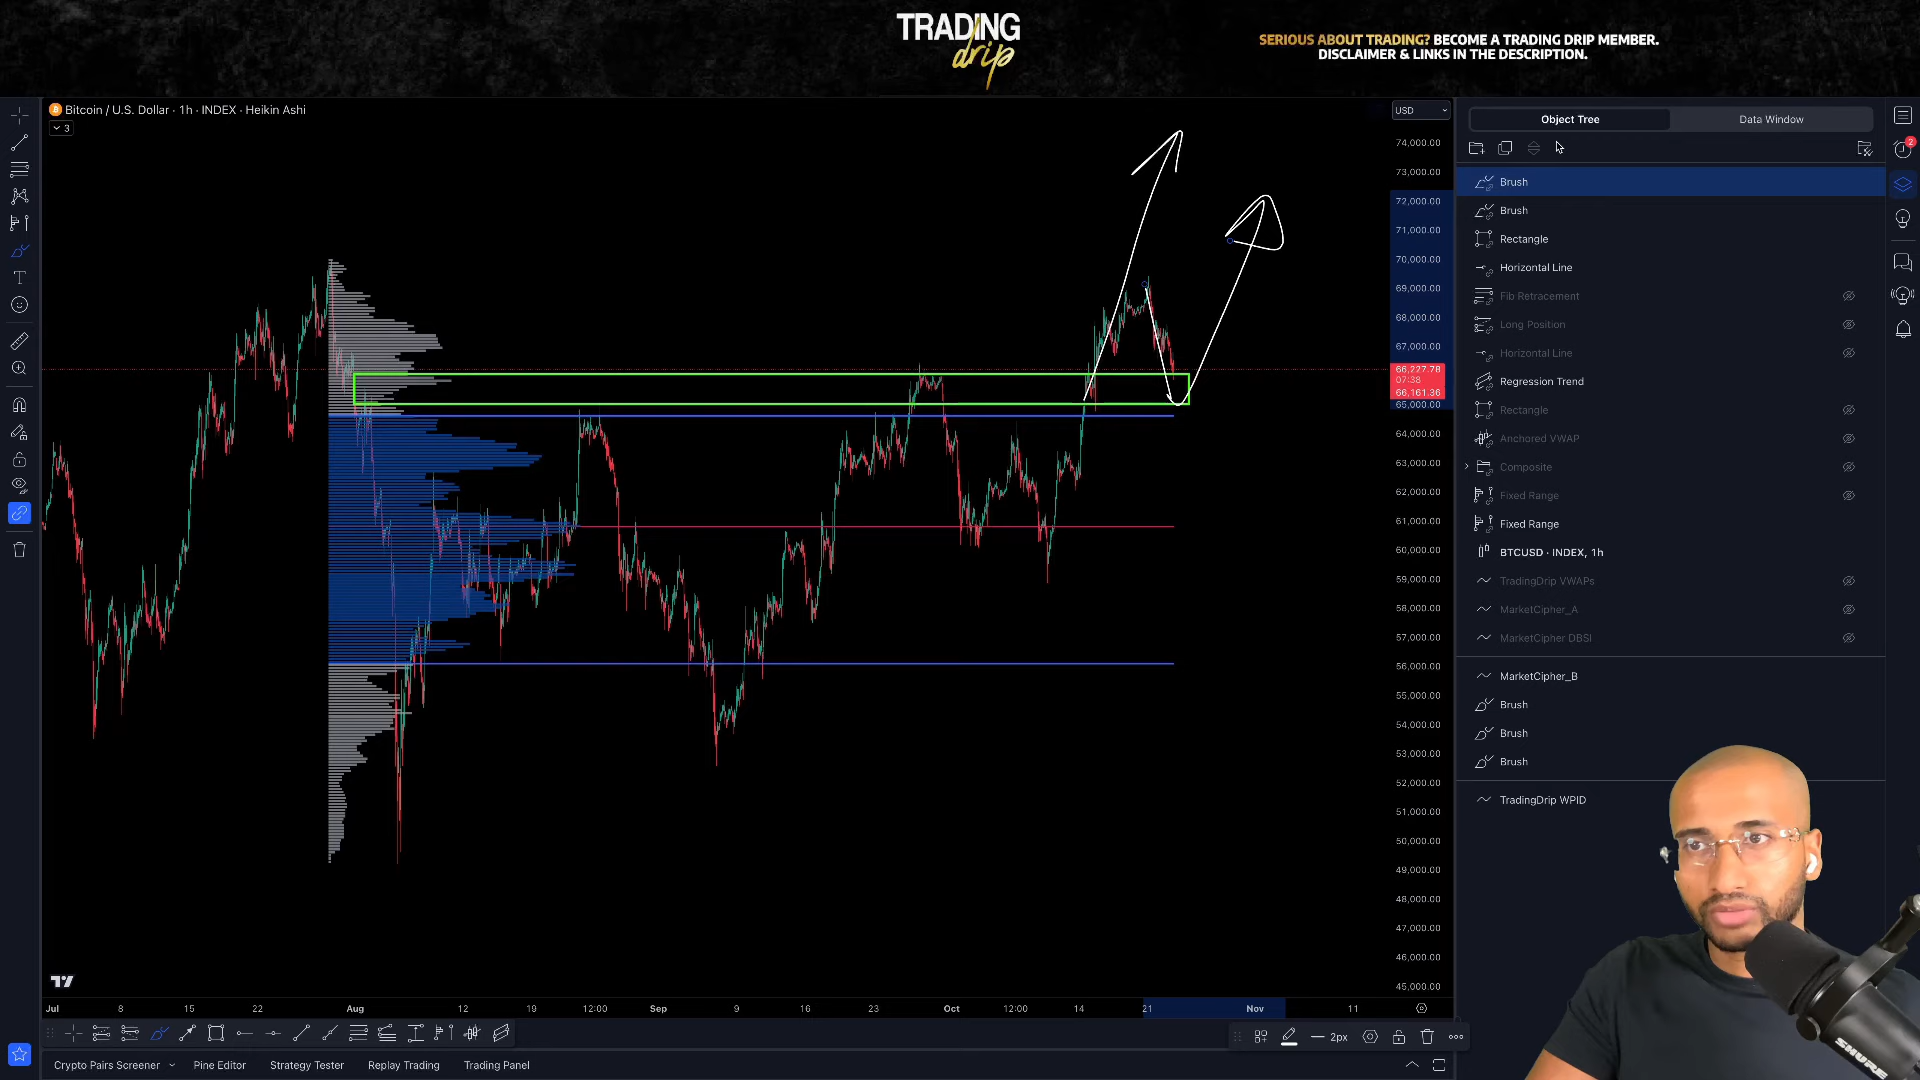 TRADING
drip
SERIOUS ABOUT TRADING? BECOME A TRADING DRIP MEMBER.
DISCLAIMER & LINKS IN THE DESCRIPTION.
Bitcoin / U.S. Dollar · 1h · INDEX · Heikin Ashi
3
USD
74,000.00
73,000.00
72,000.00
71,000.00
70,000.00
69,000.00
68,000.00
67,000.00
66,227.78
07:38
66,161.36
65,000.00
64,000.00
63,000.00
62,000.00
61,000.00
60,000.00
59,000.00
58,000.00
57,000.00
56,000.00
55,000.00
54,000.00
53,000.00
52,000.00
51,000.00
50,000.00
49,000.00
48,000.00
47,000.00
46,000.00
45,000.00
Jul 8 15 22 Aug 12 19 12:00 Sep 9 16 23 Oct 12:00 14 21 Nov 11
2px
Crypto Pairs Screener Pine Editor Strategy Tester Replay Trading Trading Panel
Object Tree Data Window
2
Brush
Brush
Rectangle
Horizontal Line
Fib Retracement
Long Position
Horizontal Line
Regression Trend
Rectangle
Anchored VWAP
Composite
Fixed Range
Fixed Range
BTCUSD · INDEX, 1h
TradingDrip VWAPs
MarketCipher_A
MarketCipher DBSI
MarketCipher_B
Brush
Brush
Brush
TradingDrip WPID
SHURE